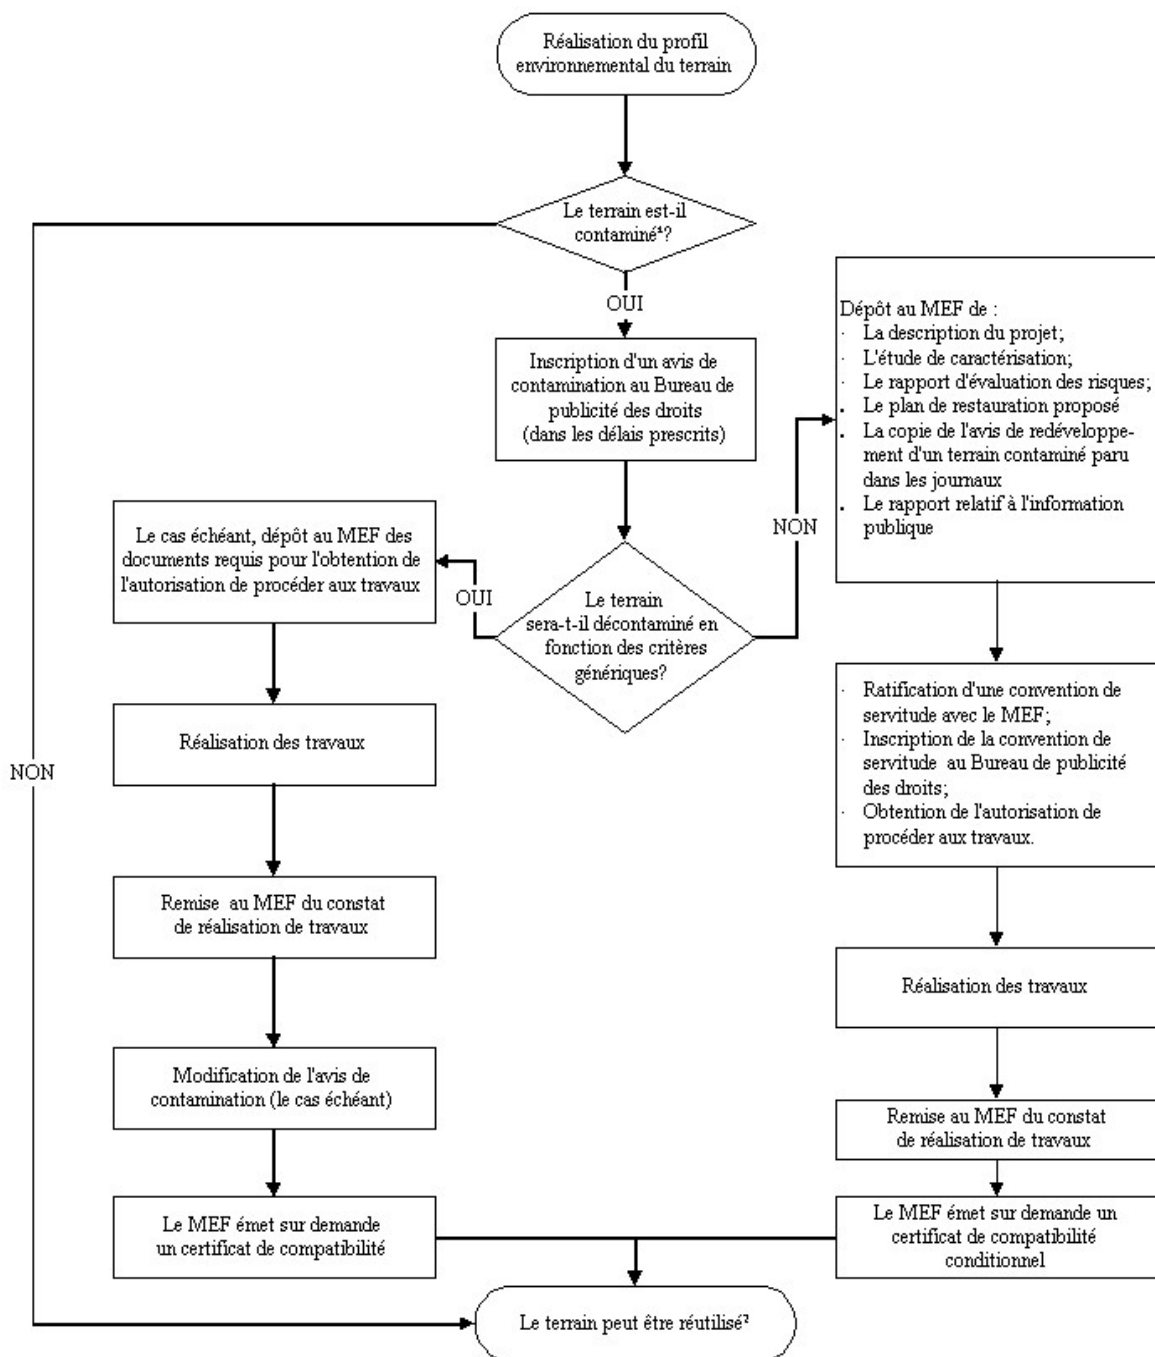 Réalisation du profil
environnemental du terrain
Le terrain est-il
contaminé¹?
OUI
Inscription d'un avis de
contamination au Bureau de
publicité des droits
(dans les délais prescrits)
Dépôt au MEF de :
· La description du projet;
· L'étude de caractérisation;
· Le rapport d'évaluation des risques;
. Le plan de restauration proposé
. La copie de l'avis de redéveloppe-
ment d'un terrain contaminé paru
dans les journaux
. Le rapport relatif à l'information
publique
NON
Le cas échéant, dépôt au MEF des
documents requis pour l'obtention de
l'autorisation de procéder aux travaux
OUI
Le terrain
sera-t-il décontaminé en
fonction des critères
génériques?
· Ratification d'une convention de
servitude avec le MEF;
· Inscription de la convention de
servitude au Bureau de publicité
des droits;
· Obtention de l'autorisation de
procéder aux travaux.
Réalisation des travaux
NON
Remise au MEF du constat
de réalisation de travaux
Réalisation des travaux
Modification de l'avis de
contamination (le cas échéant)
Remise au MEF du constat
de réalisation de travaux
Le MEF émet sur demande
un certificat de compatibilité
Le MEF émet sur demande un
certificat de compatibilité
conditionnel
Le terrain peut être réutilisé²